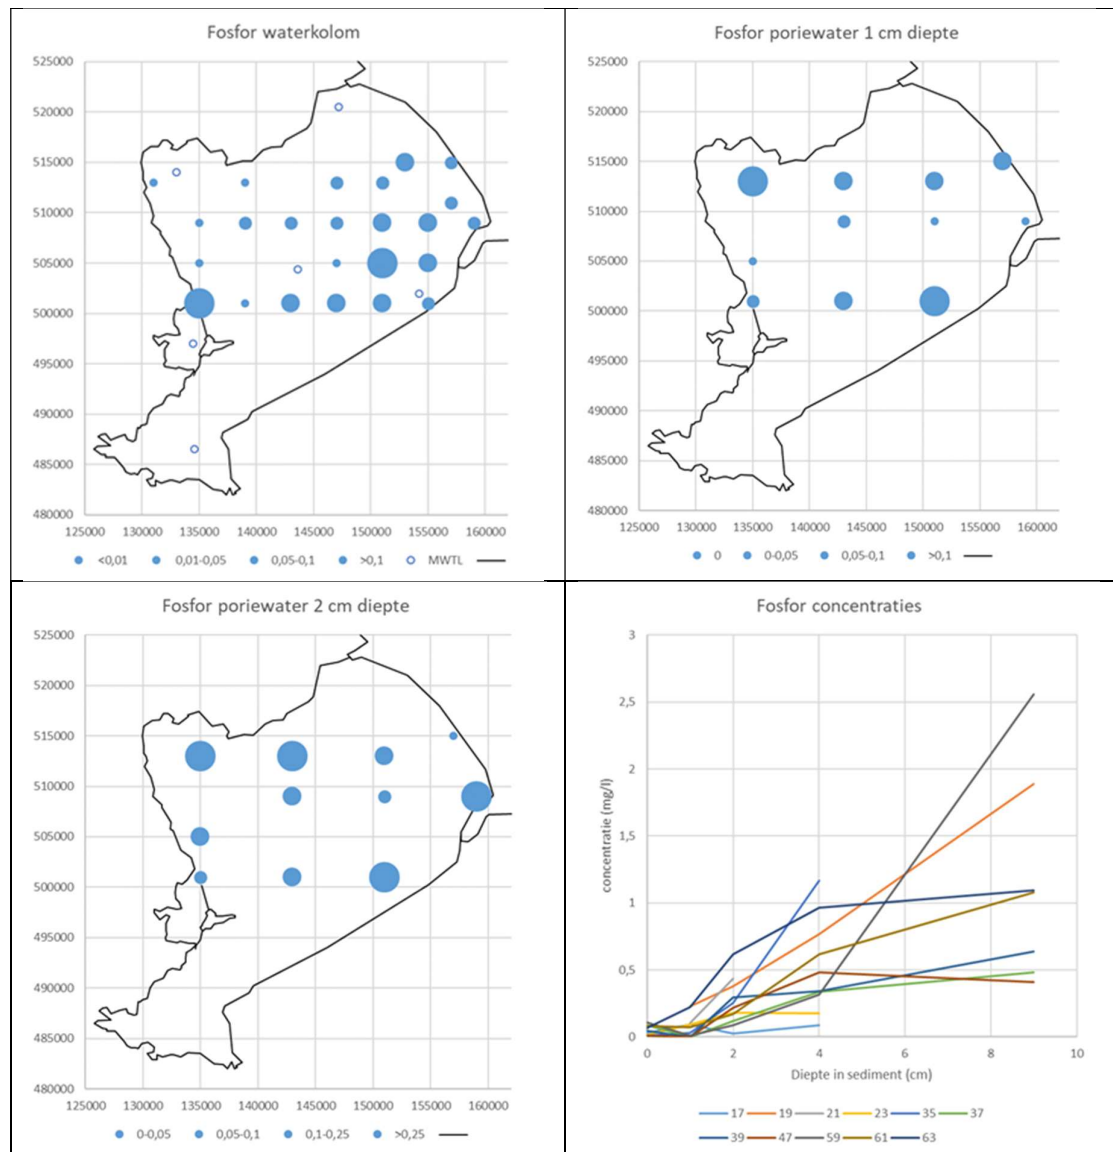 Fosfor waterkolom
525000
520000
515000
510000
505000
500000
495000
490000
485000
480000
125000 130000 135000 140000 145000 150000 155000 160000
<0,01 0,01-0,05 0,05-0,1 >0,1 MWTL
Fosfor poriewater 1 cm diepte
525000
520000
515000
510000
505000
500000
495000
490000
485000
480000
125000 130000 135000 140000 145000 150000 155000 160000
0 0-0,05 0,05-0,1 >0,1
Fosfor poriewater 2 cm diepte
525000
520000
515000
510000
505000
500000
495000
490000
485000
480000
125000 130000 135000 140000 145000 150000 155000 160000
0-0,05 0,05-0,1 0,1-0,25 >0,25
Fosfor concentraties
concentratie (mg/l)
3
2,5
2
1,5
1
0,5
0
0 2 4 6 8 10
Diepte in sediment (cm)
17 19 21 23 35 37
39 47 59 61 63